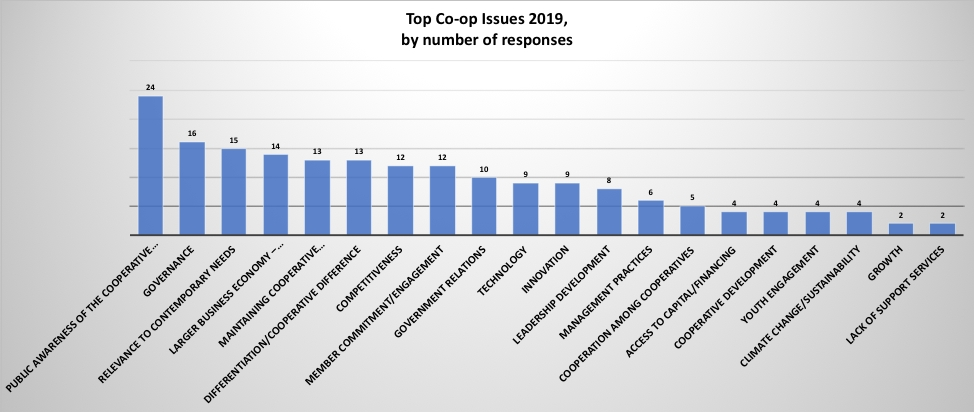 Top Co-op Issues 2019,
by number of responses
24
16
15
14
13
13
12
12
10
9
9
8
6
5
4
4
4
4
2
2
PUBLIC AWARENESS OF THE COOPERATIVE...
GOVERNANCE
RELEVANCE TO CONTEMPORARY NEEDS
LARGER BUSINESS ECONOMY –...
MAINTAINING COOPERATIVE...
DIFFERENTIATION/COOPERATIVE DIFFERENCE
COMPETITIVENESS
MEMBER COMMITMENT/ENGAGEMENT
GOVERNMENT RELATIONS
TECHNOLOGY
INNOVATION
LEADERSHIP DEVELOPMENT
MANAGEMENT PRACTICES
COOPERATION AMONG COOPERATIVES
ACCESS TO CAPITAL/FINANCING
COOPERATIVE DEVELOPMENT
YOUTH ENGAGEMENT
CLIMATE CHANGE/SUSTAINABILITY
GROWTH
LACK OF SUPPORT SERVICES